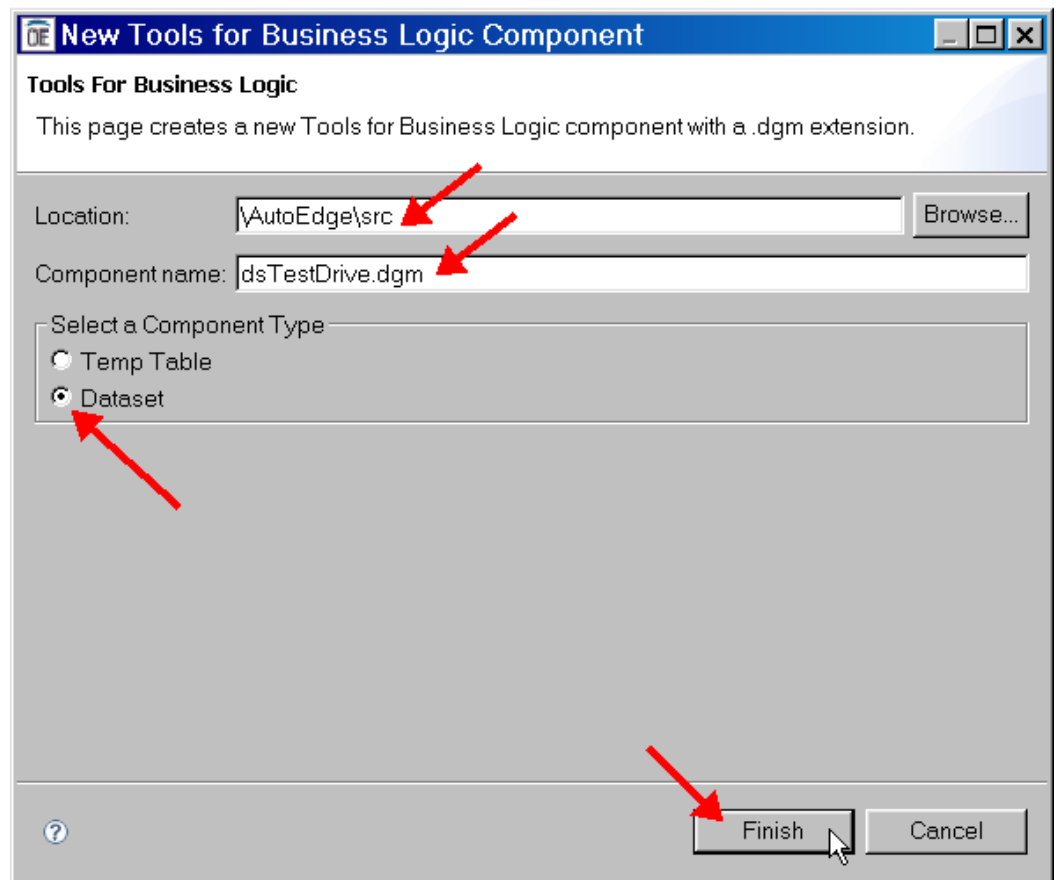 OE New Tools for Business Logic Component
Tools For Business Logic
This page creates a new Tools for Business Logic component with a .dgm extension.
Location: \AutoEdge\src Browse...
Component name: dsTestDrive.dgm
Select a Component Type
Temp Table
Dataset
? Finish Cancel